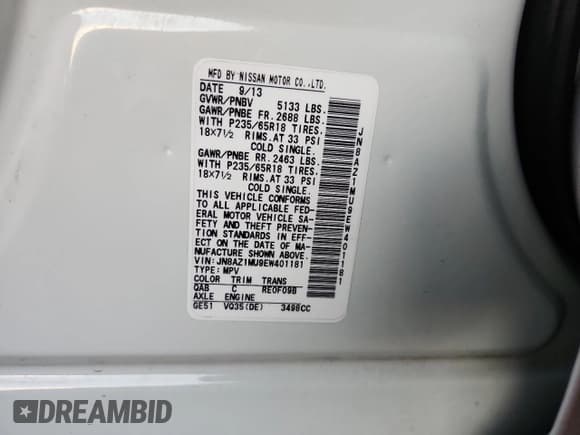 MFD BY NISSAN MOTOR CO.,LTD.
DATE 9/13
GVWR/PNBV 5133 LBS.
GAWR/PNBE FR. 2688 LBS.
WITH P235/65R18 TIRES.
18×7½ RIMS.AT 33 PSI
COLD SINGLE.
GAWR/PNBE RR. 2463 LBS.
WITH P235/65R18 TIRES.
18×7½ RIMS.AT 33 PSI
COLD SINGLE.
THIS VEHICLE CONFORMS
TO ALL APPLICABLE FED-
ERAL MOTOR VEHICLE SA-
FETY AND THEFT PREVEN-
TION STANDARDS IN EFF-
ECT ON THE DATE OF MA-
NUFACTURE SHOWN ABOVE.
VIN: JN8AZ1MU9EW401181
TYPE: MPV
COLOR TRIM TRANS
QAB C RE0F09B
AXLE ENGINE
GE51 VQ35(DE) 3498CC
JN8AZ1MU9EW401181
DREAMBID